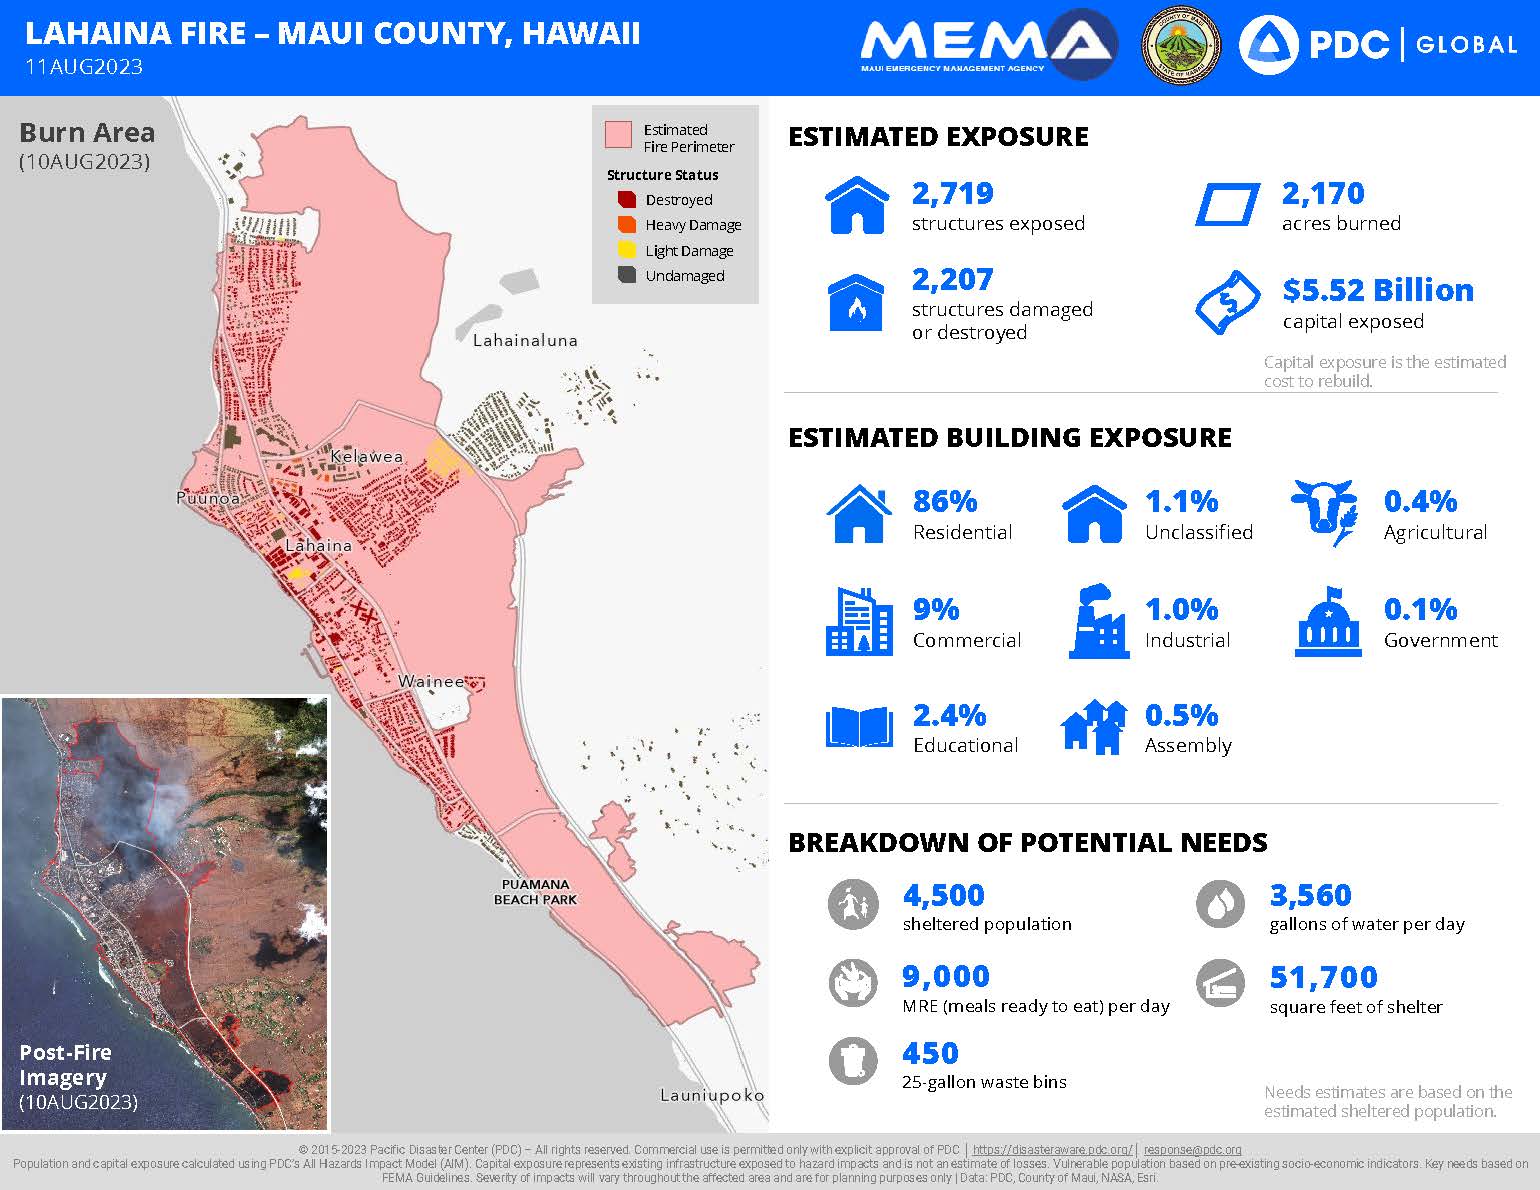 LAHAINA FIRE – MAUI COUNTY, HAWAII
11AUG2023
MEMA
MAUI EMERGENCY MANAGEMENT AGENCY
COUNTY OF MAUI
STATE OF HAWAII
PDC | GLOBAL
Burn Area
(10AUG2023)
Estimated
Fire Perimeter
Structure Status
Destroyed
Heavy Damage
Light Damage
Undamaged
Lahainaluna
Kelawea
Puunoa
Lahaina
Wainee
PUAMANA
BEACH PARK
Launiupoko
Post-Fire
Imagery
(10AUG2023)
ESTIMATED EXPOSURE
2,719
structures exposed
2,170
acres burned
2,207
structures damaged
or destroyed
$5.52 Billion
capital exposed
Capital exposure is the estimated
cost to rebuild.
ESTIMATED BUILDING EXPOSURE
86%
Residential
1.1%
Unclassified
0.4%
Agricultural
9%
Commercial
1.0%
Industrial
0.1%
Government
2.4%
Educational
0.5%
Assembly
BREAKDOWN OF POTENTIAL NEEDS
4,500
sheltered population
3,560
gallons of water per day
9,000
MRE (meals ready to eat) per day
51,700
square feet of shelter
450
25-gallon waste bins
Needs estimates are based on the
estimated sheltered population.
© 2015-2023 Pacific Disaster Center (PDC) – All rights reserved. Commercial use is permitted only with explicit approval of PDC | https://disasteraware.pdc.org/ | response@pdc.org
Population and capital exposure calculated using PDC's All Hazards Impact Model (AIM). Capital exposure represents existing infrastructure exposed to hazard impacts and is not an estimate of losses. Vulnerable population based on pre-existing socio-economic indicators. Key needs based on
FEMA Guidelines. Severity of impacts will vary throughout the affected area and are for planning purposes only | Data: PDC, County of Maui, NASA, Esri.